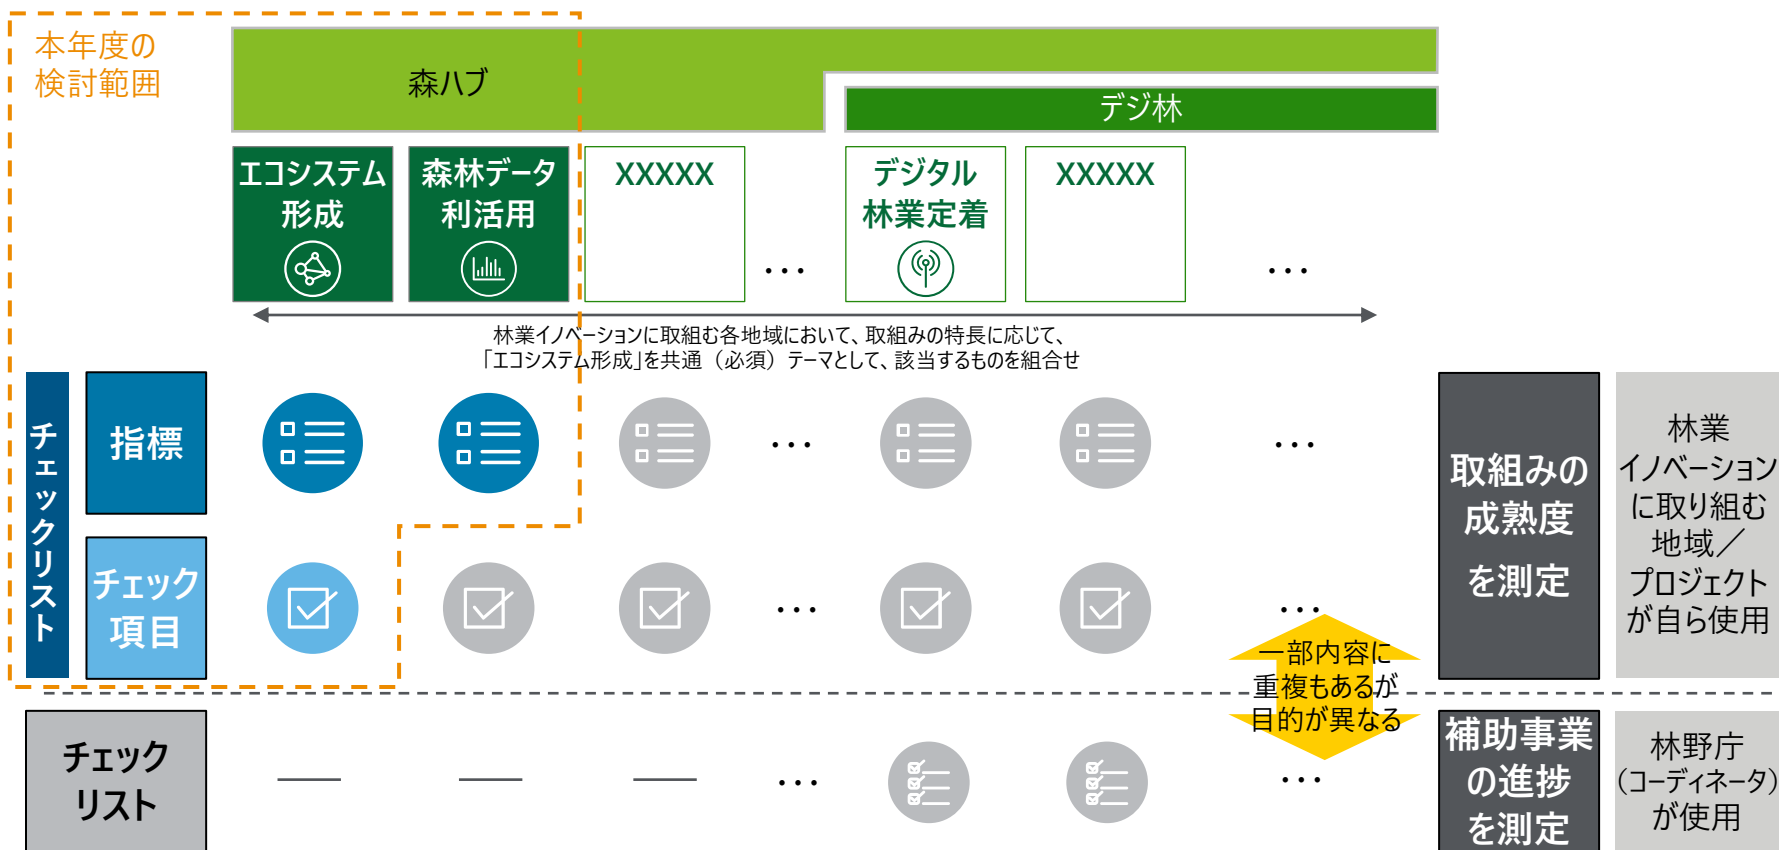 本年度の
検討範囲
森ハブ
デジ林
エコシステム
形成
森林データ
利活用
XXXXX
…
デジタル
林業定着
XXXXX
…
林業イノベーションに取組む各地域において、取組みの特長に応じて、
「エコシステム形成」を共通（必須）テーマとして、該当するものを組合せ
チェックリスト
指標
…
…
チェック
項目
…
…
取組みの
成熟度
を測定
林業
イノベーション
に取り組む
地域／
プロジェクト
が自ら使用
一部内容に
重複もあるが
目的が異なる
チェック
リスト
…
…
補助事業
の進捗
を測定
林野庁
(コーディネータ)
が使用